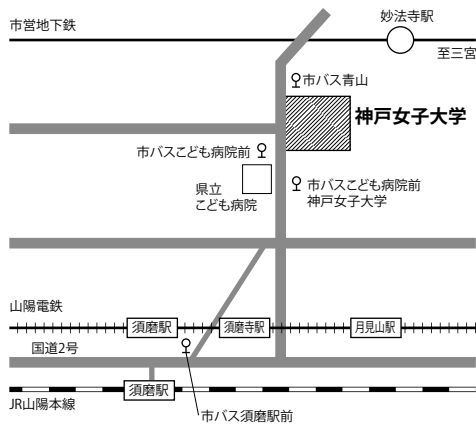 市営地下鉄
妙法寺駅
至三宮
市バス青山
神戸女子大学
市バスこども病院前
県立
こども病院
市バスこども病院前
神戸女子大学
山陽電鉄
須磨駅
須磨寺駅
月見山駅
国道2号
須磨駅
JR山陽本線
市バス須磨駅前